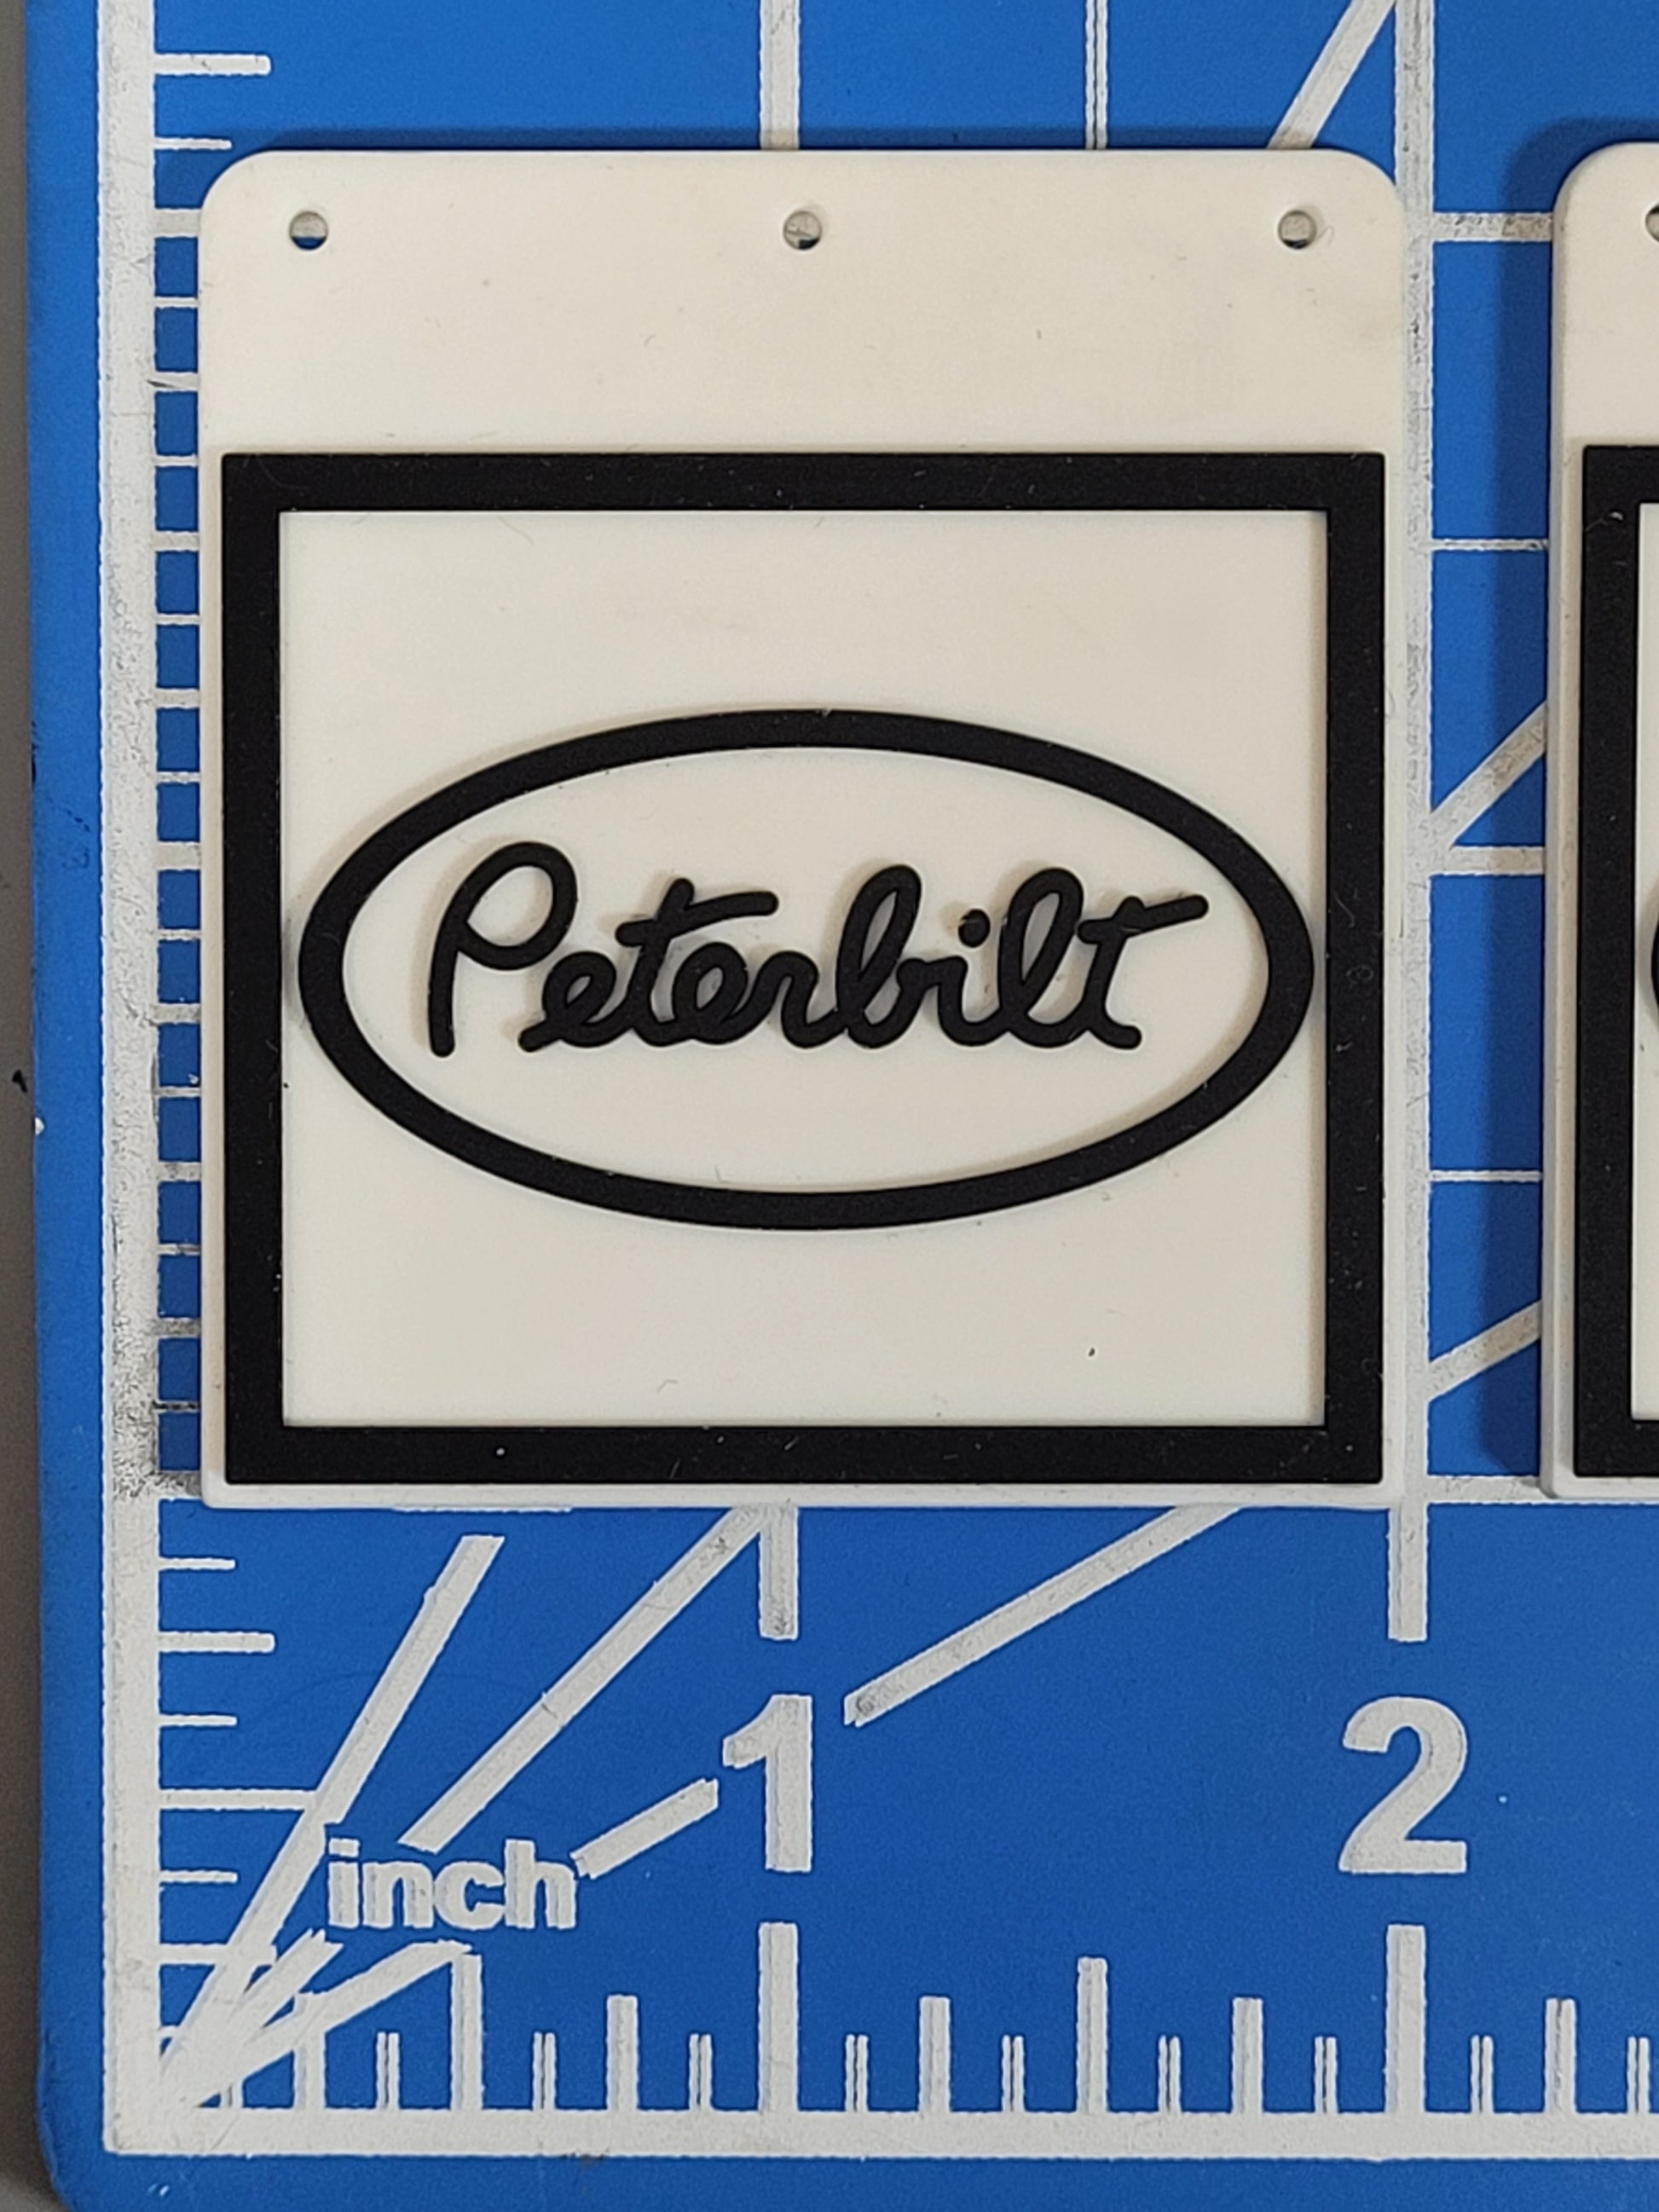 Peterbilt
1 2
inch